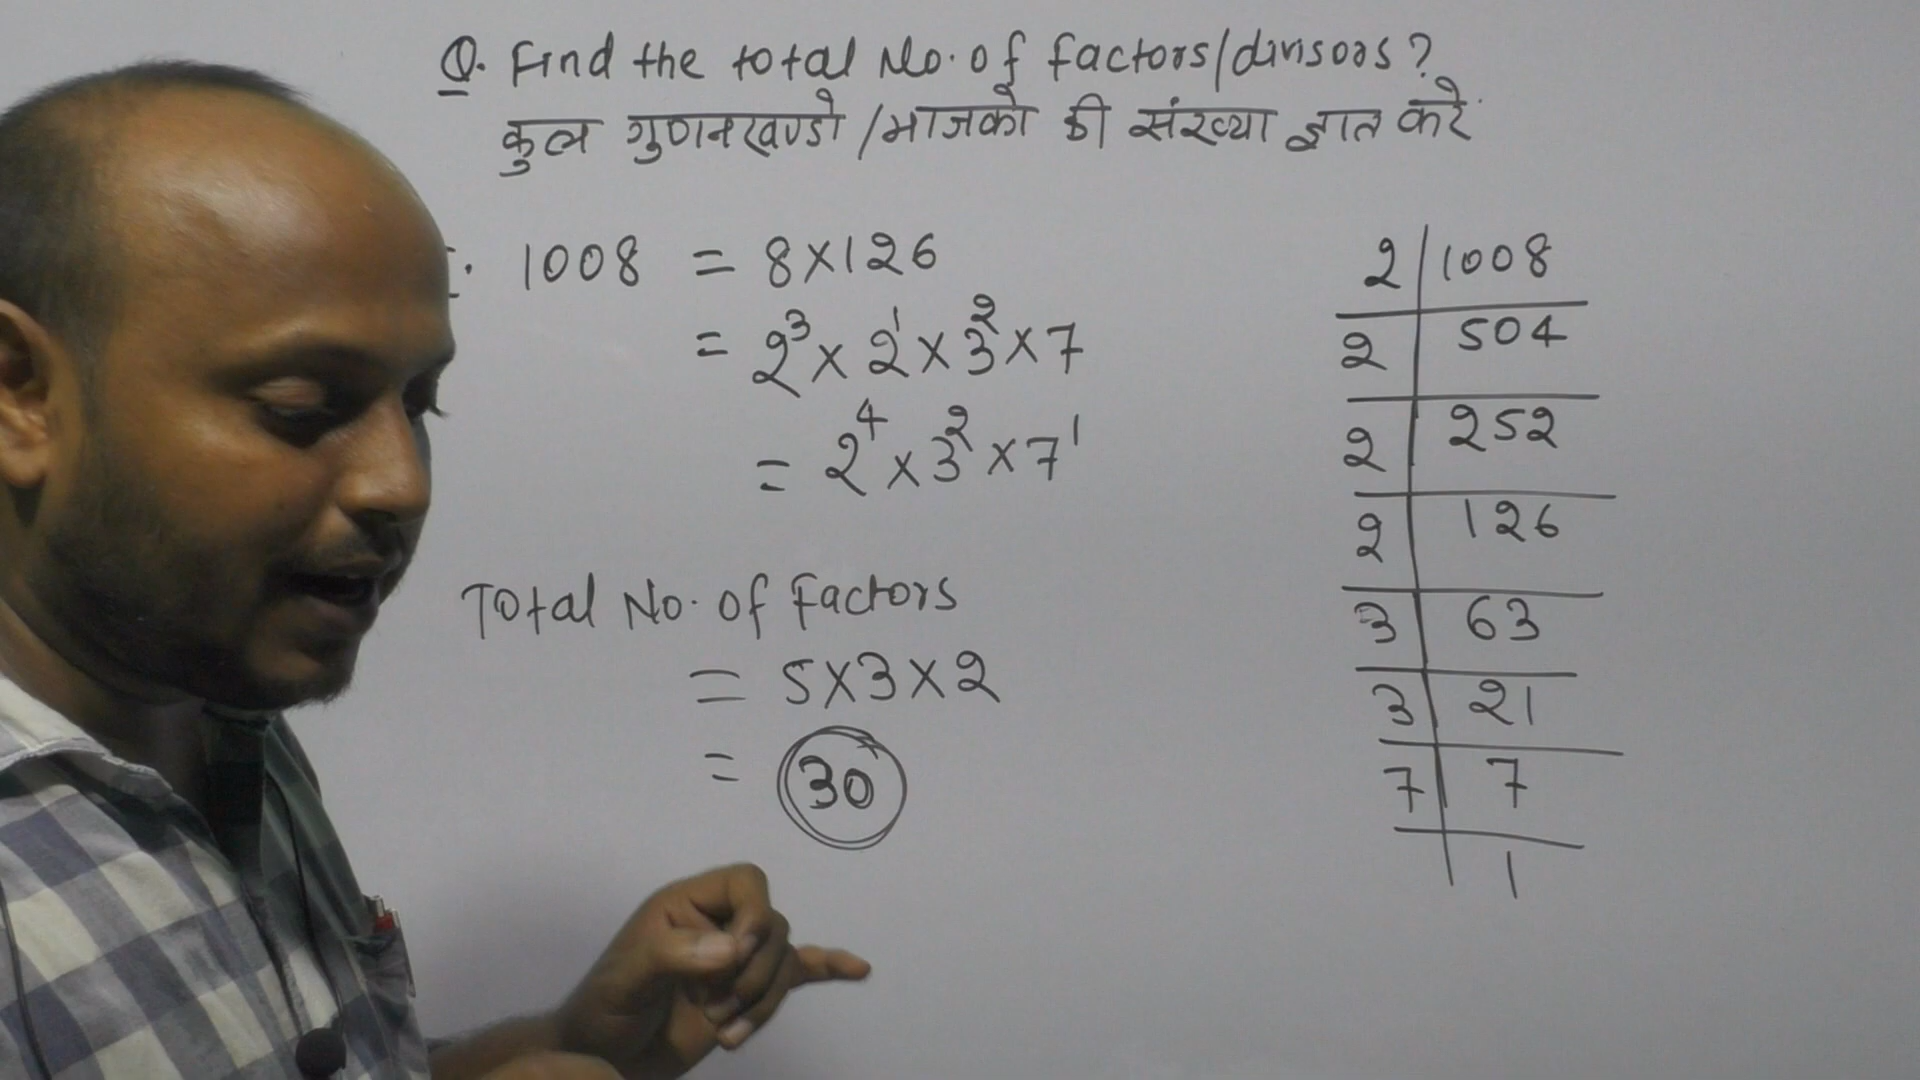 Q. Find the total No. of factors/divisors?
कुल गुणनखण्डो/भाजको की संख्या ज्ञात करे.
. 1008 = 8×126
= 2³ × 2¹ × 3² × 7
= 2⁴ × 3² × 7¹
Total No. of Factors
= 5×3×2
= 30
2 | 1008
2 | 504
2 | 252
2 | 126
3 | 63
3 | 21
7 | 7
| 1